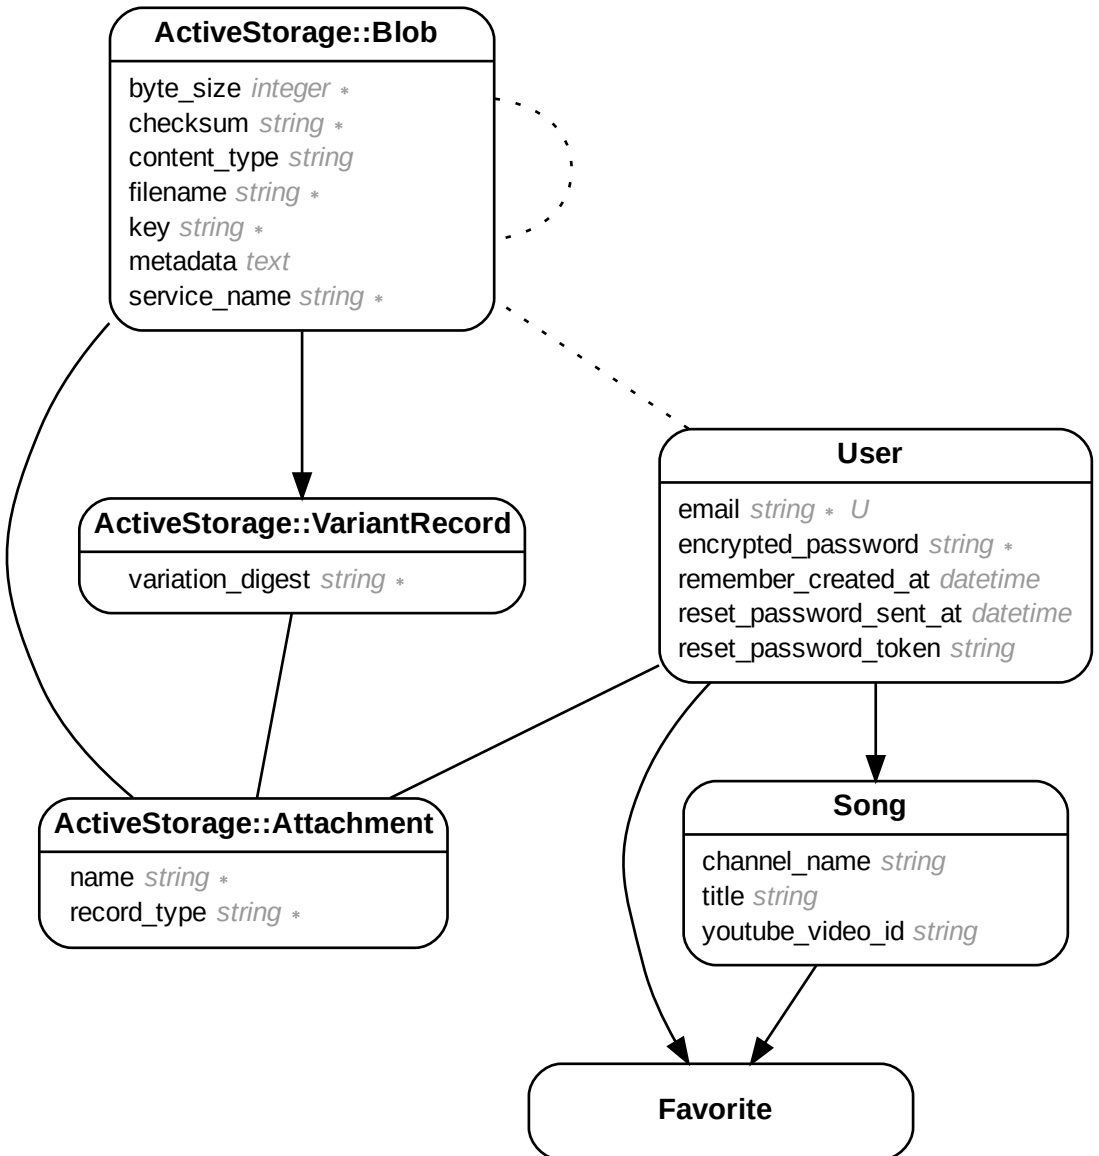 ActiveStorage::Blob
byte_size integer *
checksum string *
content_type string
filename string *
key string *
metadata text
service_name string *
User
email string * U
encrypted_password string *
remember_created_at datetime
reset_password_sent_at datetime
reset_password_token string
ActiveStorage::VariantRecord
variation_digest string *
ActiveStorage::Attachment
name string *
record_type string *
Song
channel_name string
title string
youtube_video_id string
Favorite